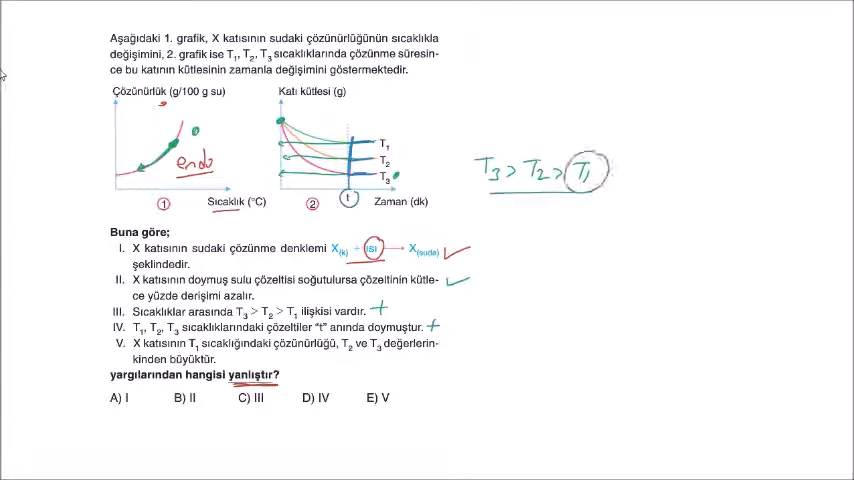 Aşağıdaki 1. grafik, X katısının sudaki çözünürlüğünün sıcaklıkla
değişimini, 2. grafik ise T₁, T₂, T₃ sıcaklıklarında çözünme süresin-
ce bu katının kütlesinin zamanla değişimini göstermektedir.
Çözünürlük (g/100 g su)
Katı kütlesi (g)
endo
T₁
T₂
T₃
T₃ > T₂ > T₁
1
Sıcaklık (°C)
2
t
Zaman (dk)
Buna göre;
I. X katısının sudaki çözünme denklemi X(k) + ısı → X(suda)
şeklindedir.
II. X katısının doymuş sulu çözeltisi soğutulursa çözeltinin kütle-
ce yüzde derişimi azalır.
III. Sıcaklıklar arasında T₃ > T₂ > T₁ ilişkisi vardır.
IV. T₁, T₂, T₃ sıcaklıklarındaki çözeltiler “t” anında doymuştur.
V. X katısının T₁ sıcaklığındaki çözünürlüğü, T₂ ve T₃ değerlerin-
kinden büyüktür.
yargılarından hangisi yanlıştır?
A) I B) II C) III D) IV E) V